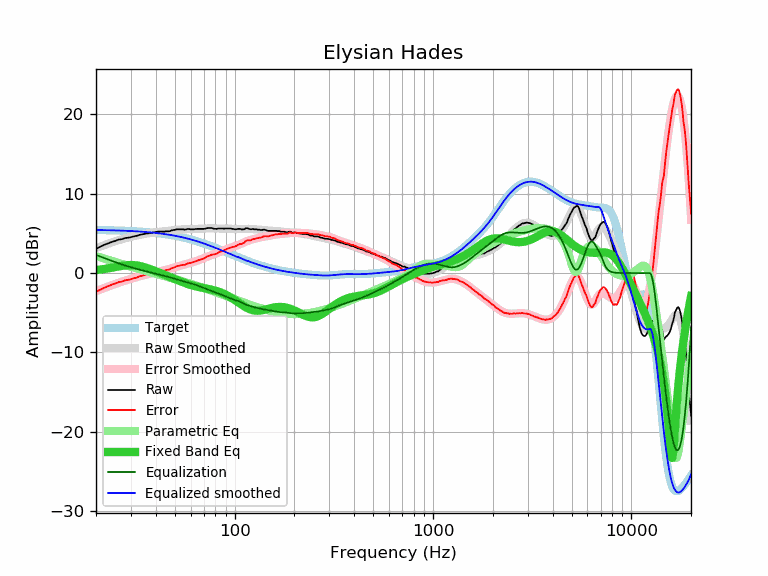 Elysian Hades
Amplitude (dBr)
20
10
0
−10
−20
−30
Target
Raw Smoothed
Error Smoothed
Raw
Error
Parametric Eq
Fixed Band Eq
Equalization
Equalized smoothed
100
1000
10000
Frequency (Hz)